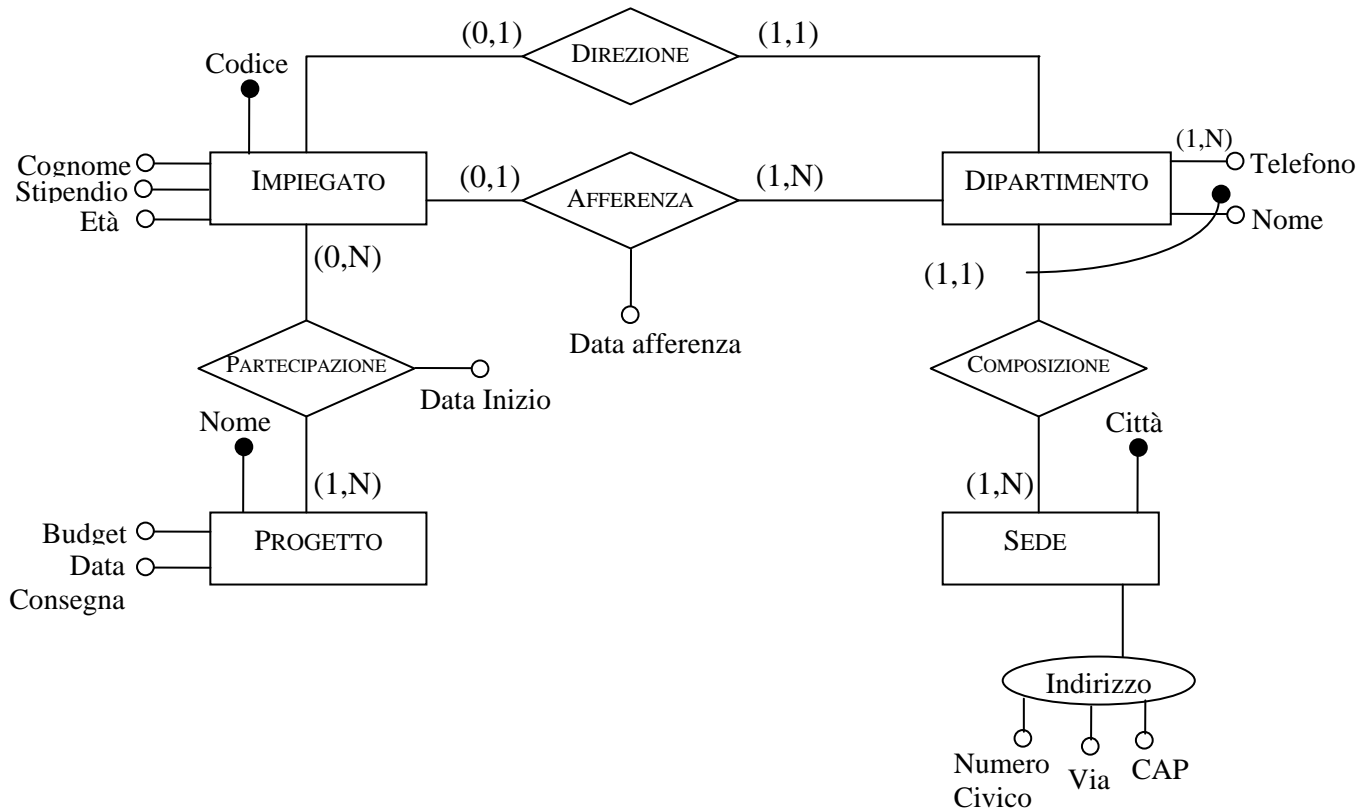 (0,1)
DIREZIONE
(1,1)
Codice
(1,N)
Cognome
Stipendio
Età
IMPIEGATO
(0,1)
AFFERENZA
(1,N)
DIPARTIMENTO
Telefono
Nome
(0,N)
(1,1)
Data afferenza
PARTECIPAZIONE
Data Inizio
COMPOSIZIONE
Nome
Città
(1,N)
(1,N)
Budget
Data
Consegna
PROGETTO
SEDE
Indirizzo
Numero
Civico
Via
CAP